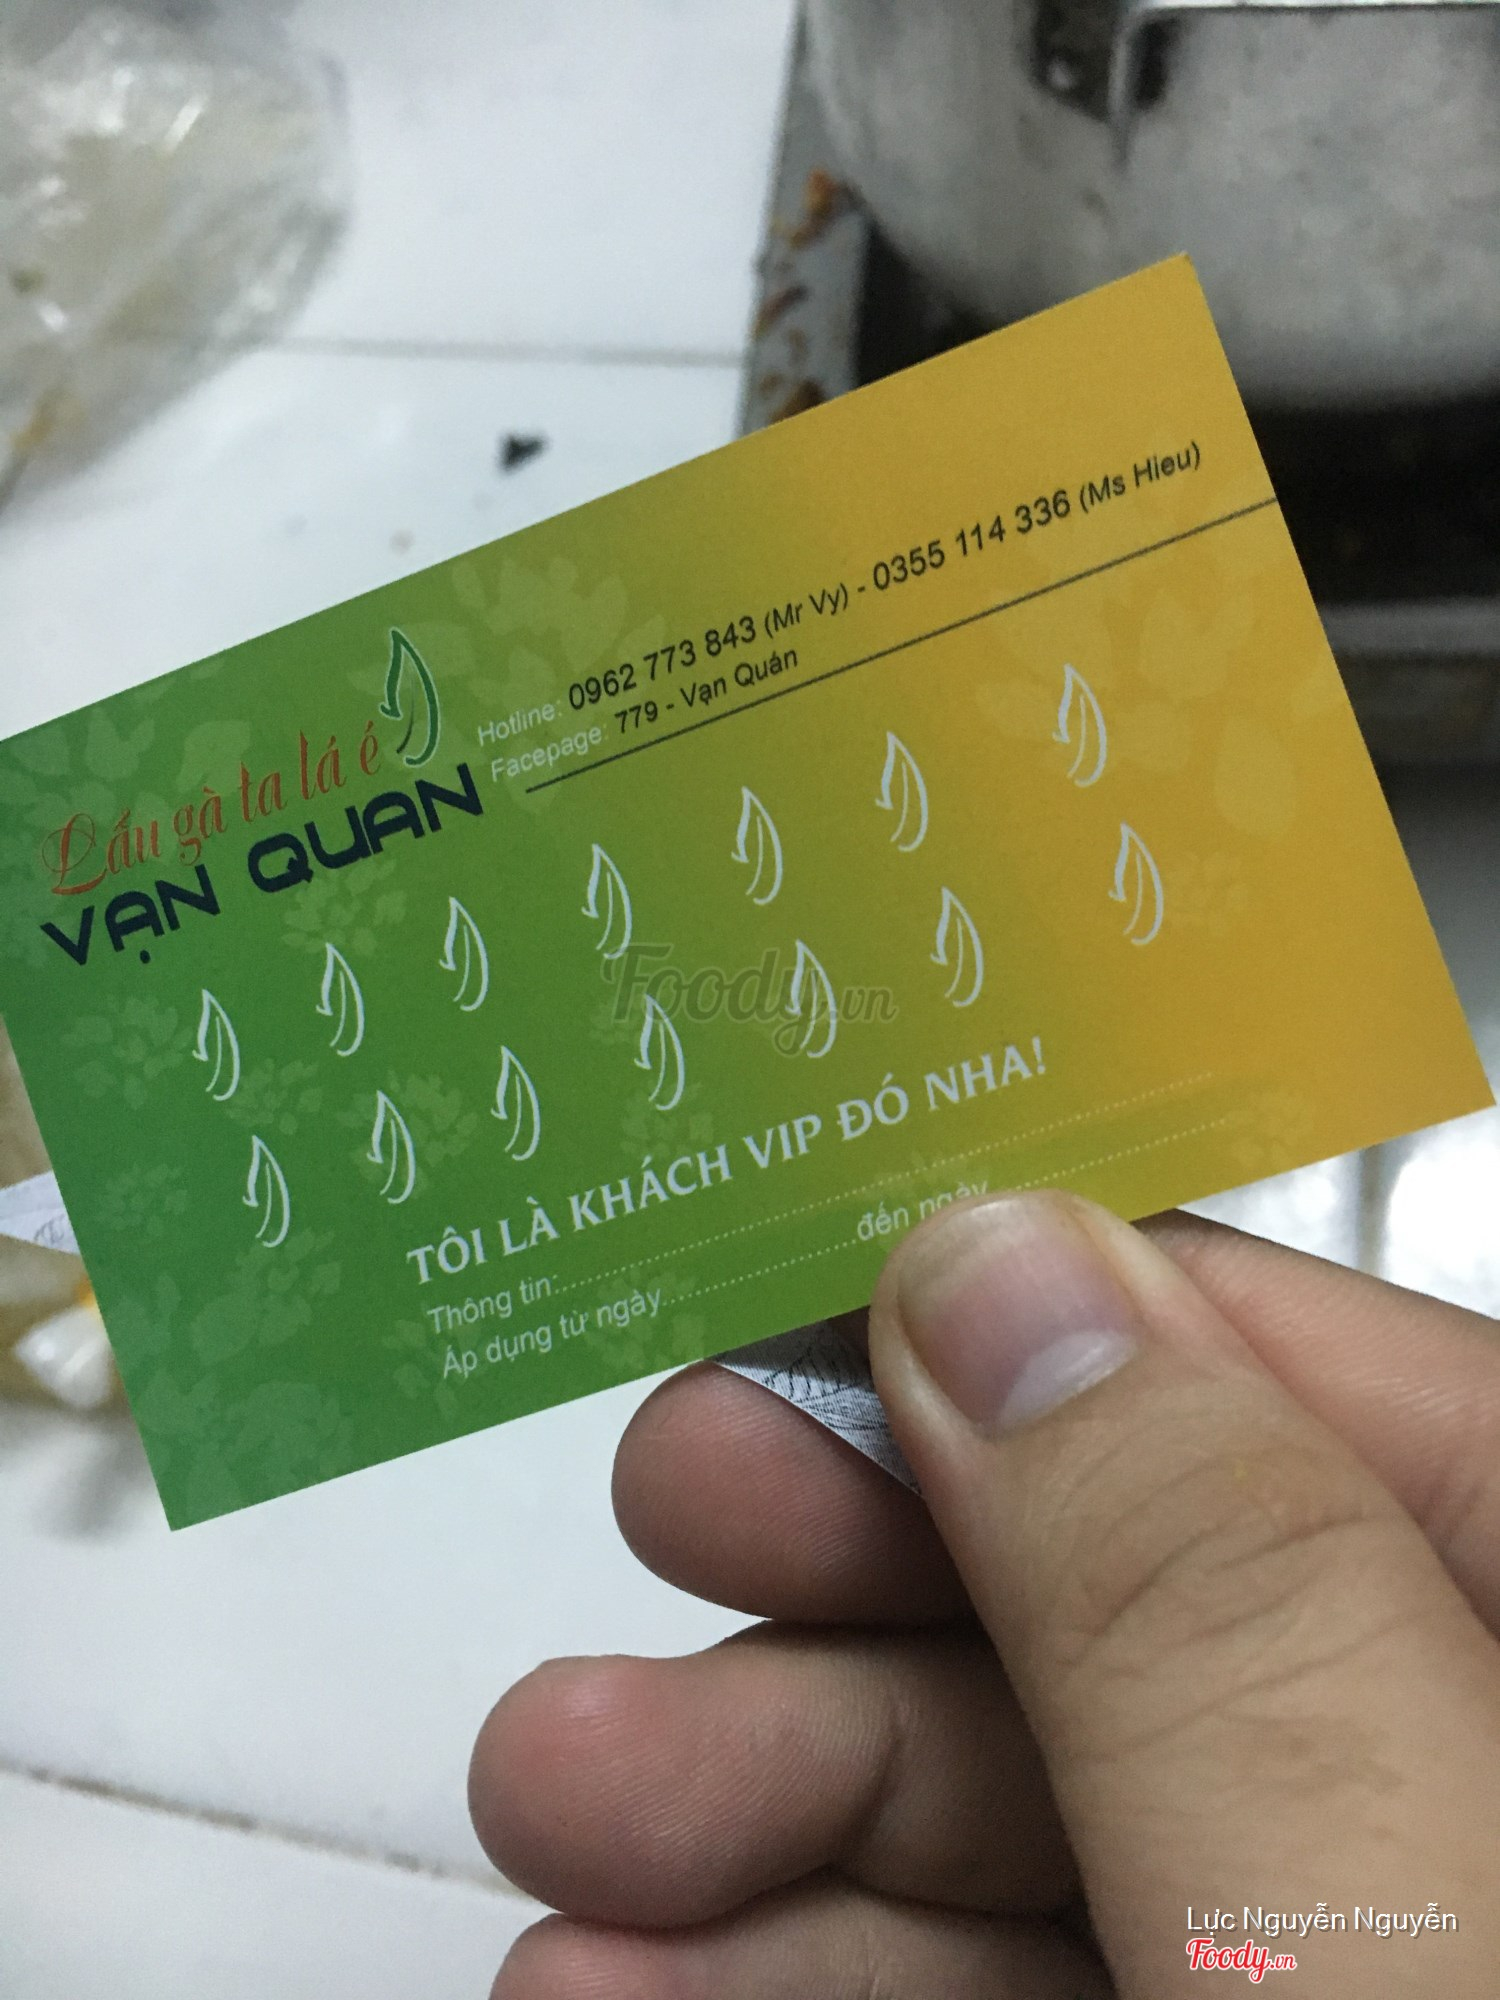 Lẩu gà ta lá é
VẠN QUÁN
Hotline: 0962 773 843 (Mr Vy) - 0355 114 336 (Ms Hieu)
Facepage: 779 - Vạn Quán
TÔI LÀ KHÁCH VIP ĐÓ NHA!
Thông tin:
Áp dụng từ ngày đến ngày
Foody.vn
Lực Nguyễn Nguyễn
Foody.vn